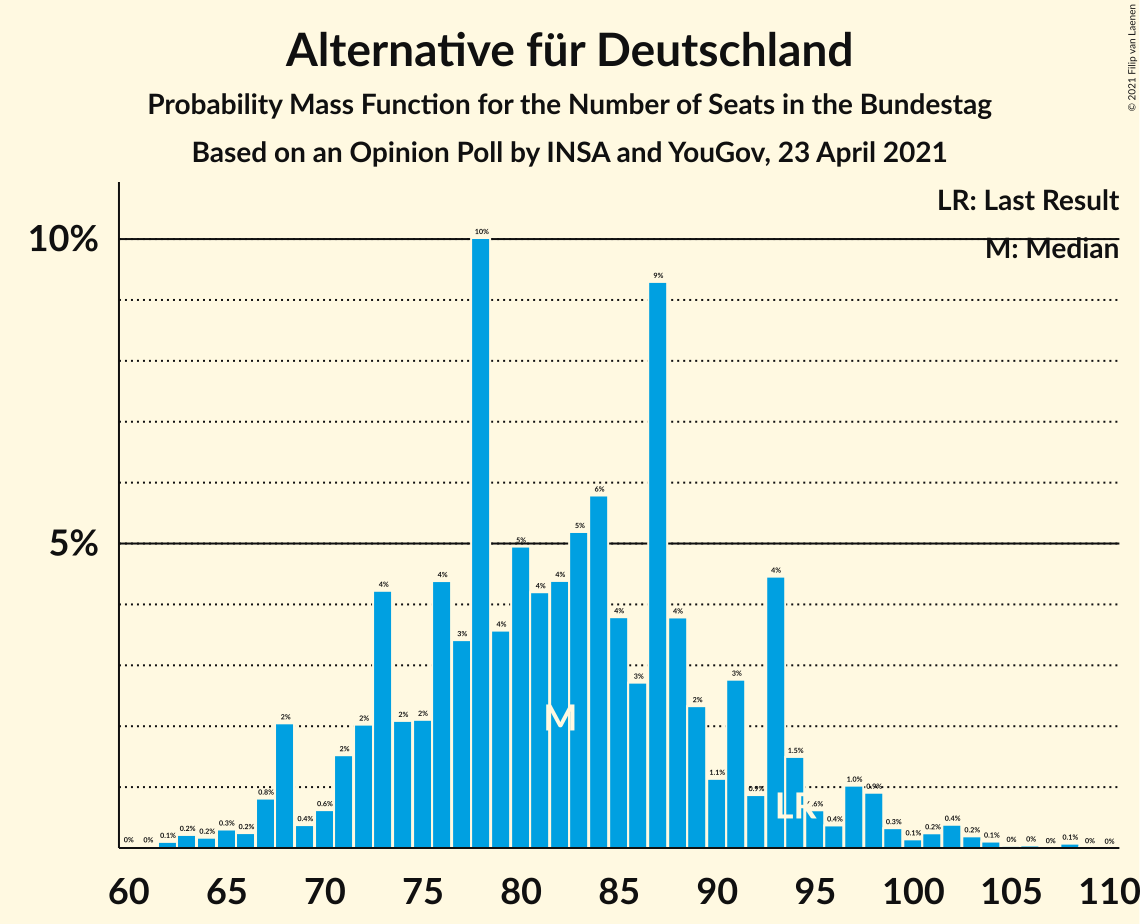 Alternative für Deutschland
Probability Mass Function for the Number of Seats in the Bundestag
Based on an Opinion Poll by INSA and YouGov, 23 April 2021
© 2021 Filip van Laenen
LR: Last Result
M: Median
10%
5%
0% 0% 0.1% 0.2% 0.2% 0.3% 0.2% 0.8% 2% 0.4% 0.6% 2% 2% 4% 2% 2% 4% 3% 10% 4% 5% 4% 4% 5% 6% 4% 3% 9% 4% 2% 1.1% 3% 0.9% 4% 1.5% 0.6% 0.4% 1.0% 0.9% 0.3% 0.1% 0.2% 0.4% 0.2% 0.1% 0% 0% 0% 0.1% 0% 0%
M
LR
60 65 70 75 80 85 90 95 100 105 110